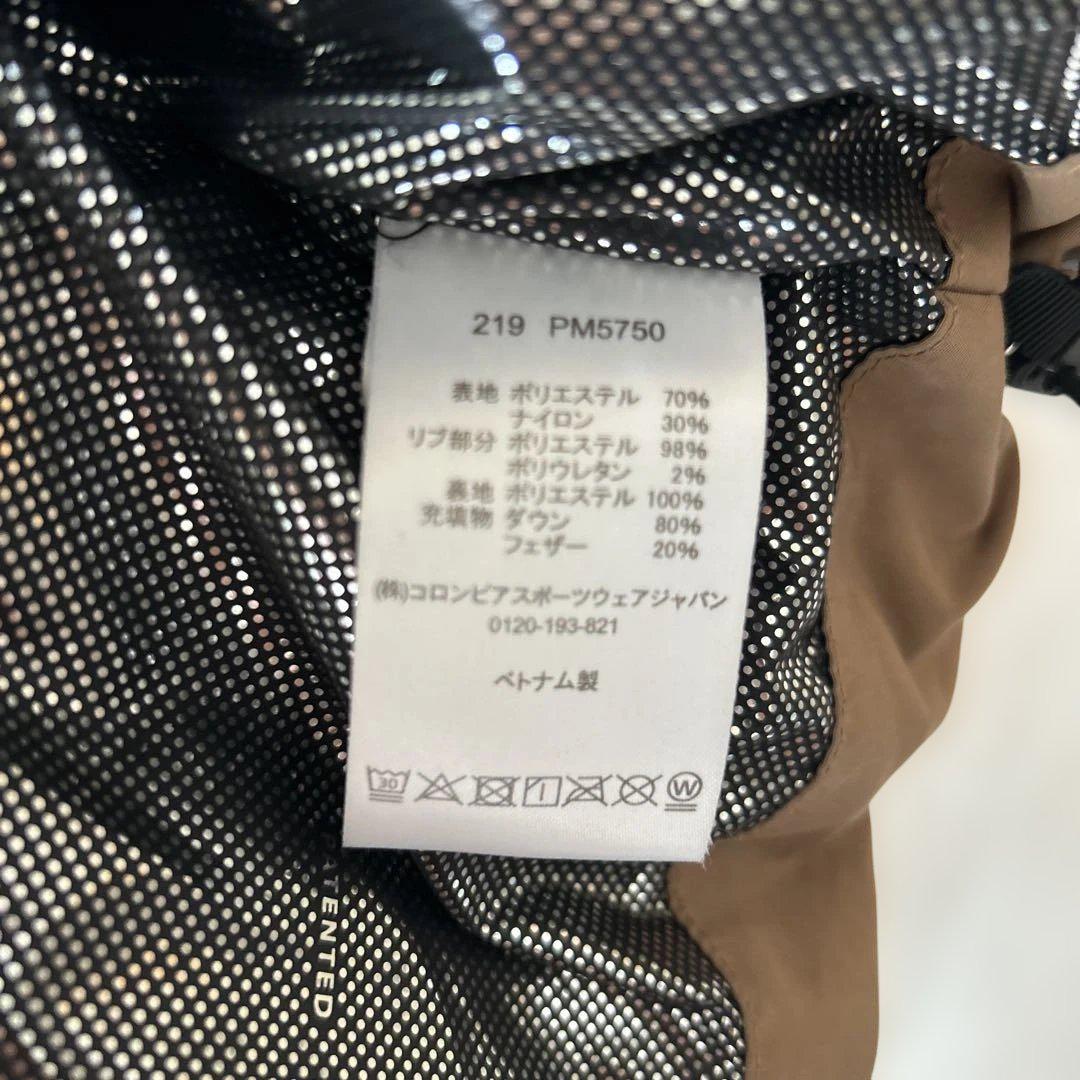 219 PM5750
表地 ポリエステル 70%
ナイロン 30%
リブ部分 ポリエステル 98%
ポリウレタン 2%
裏地 ポリエステル 100%
充填物 ダウン 80%
フェザー 20%
(株)コロンビアスポーツウェアジャパン
0120-193-821
ベトナム製
30
W
ATENTED